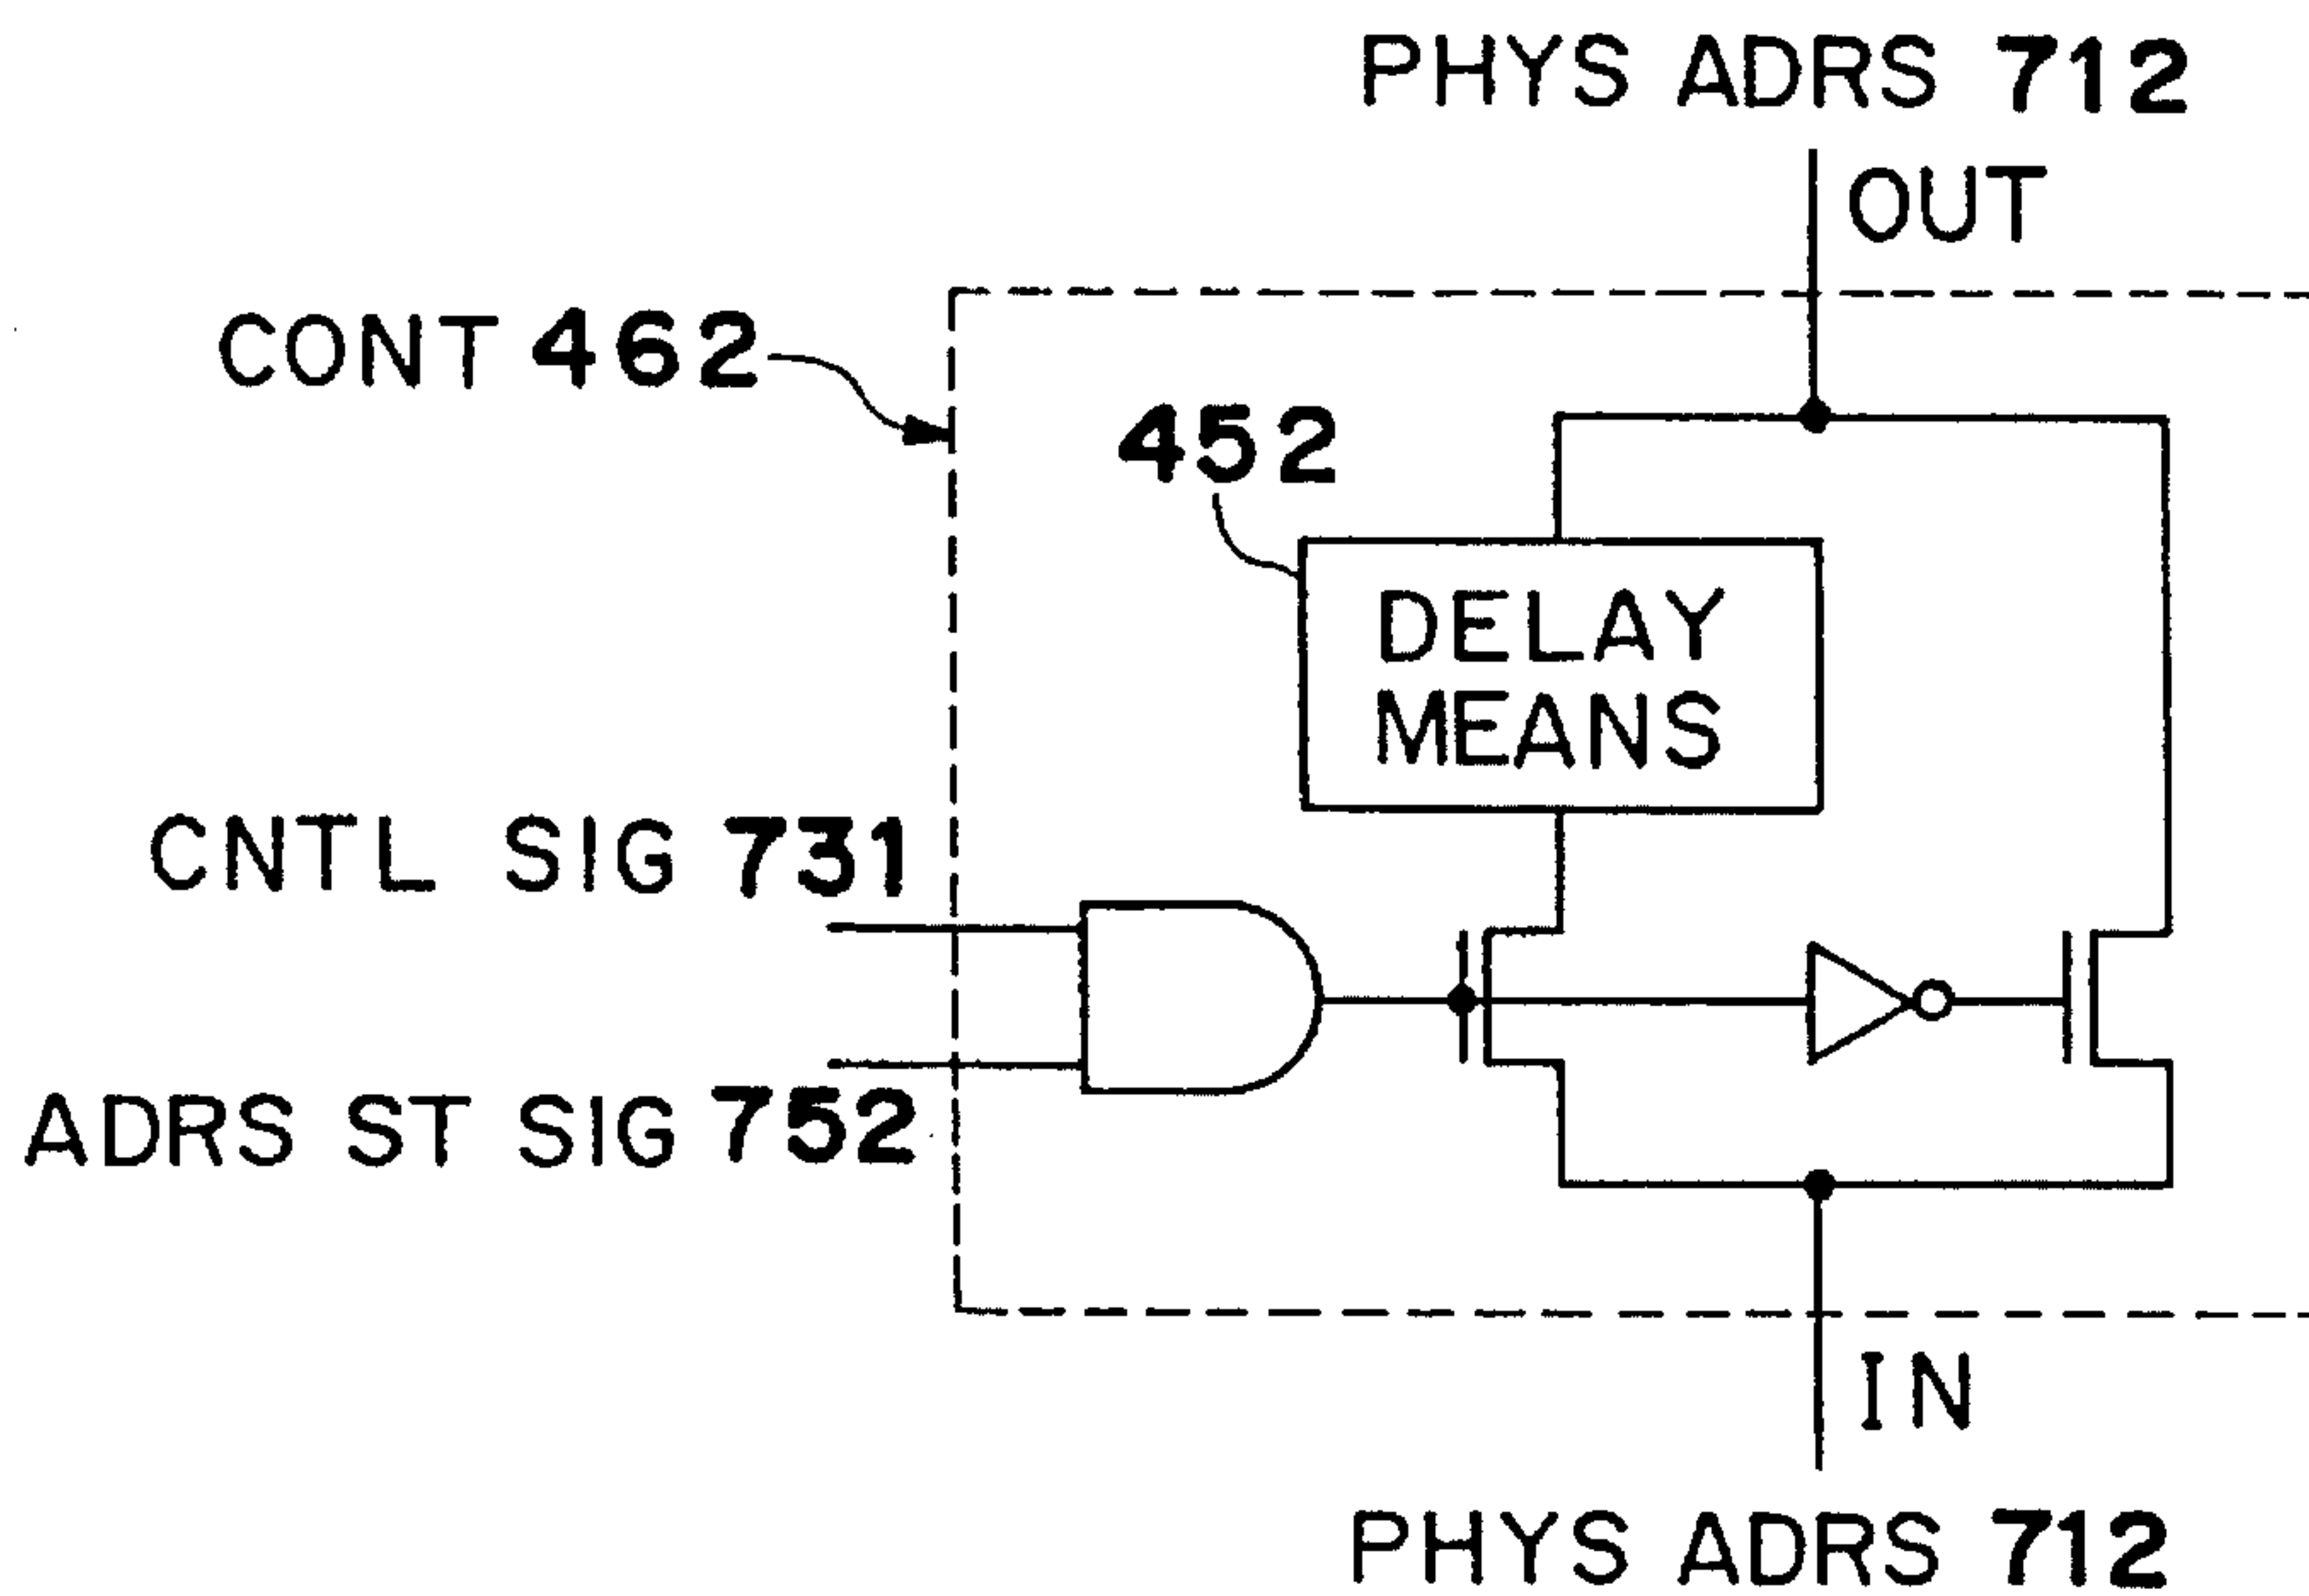 PHYS ADRS 712
OUT
CONT 462
452
DELAY
MEANS
CNTL SIG 731
ADRS ST SIG 752
IN
PHYS ADRS 712